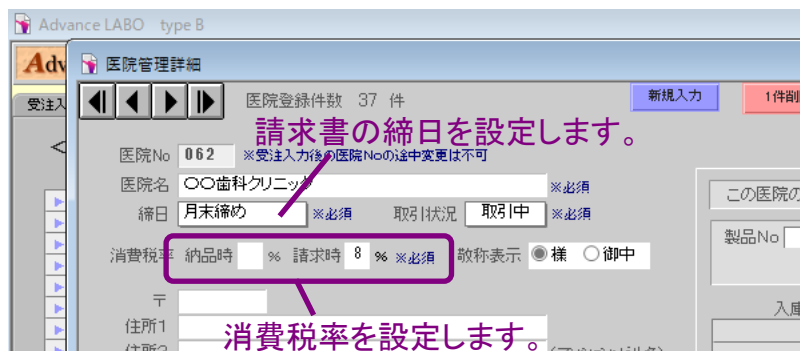 Advance LABO type B
Adv
医院管理詳細
受注入
医院登録件数 37 件
新規入力
1件削
請求書の締日を設定します。
医院No 062 ※受注入力後の医院Noの途中変更は不可
医院名 〇〇歯科クリニック ※必須
この医院の
締日 月末締め ※必須 取引状況 取引中 ※必須
製品No
消費税率 納品時 % 請求時 8 % ※必須 敬称表示 様 御中
〒
入庫
住所1
消費税率を設定します。